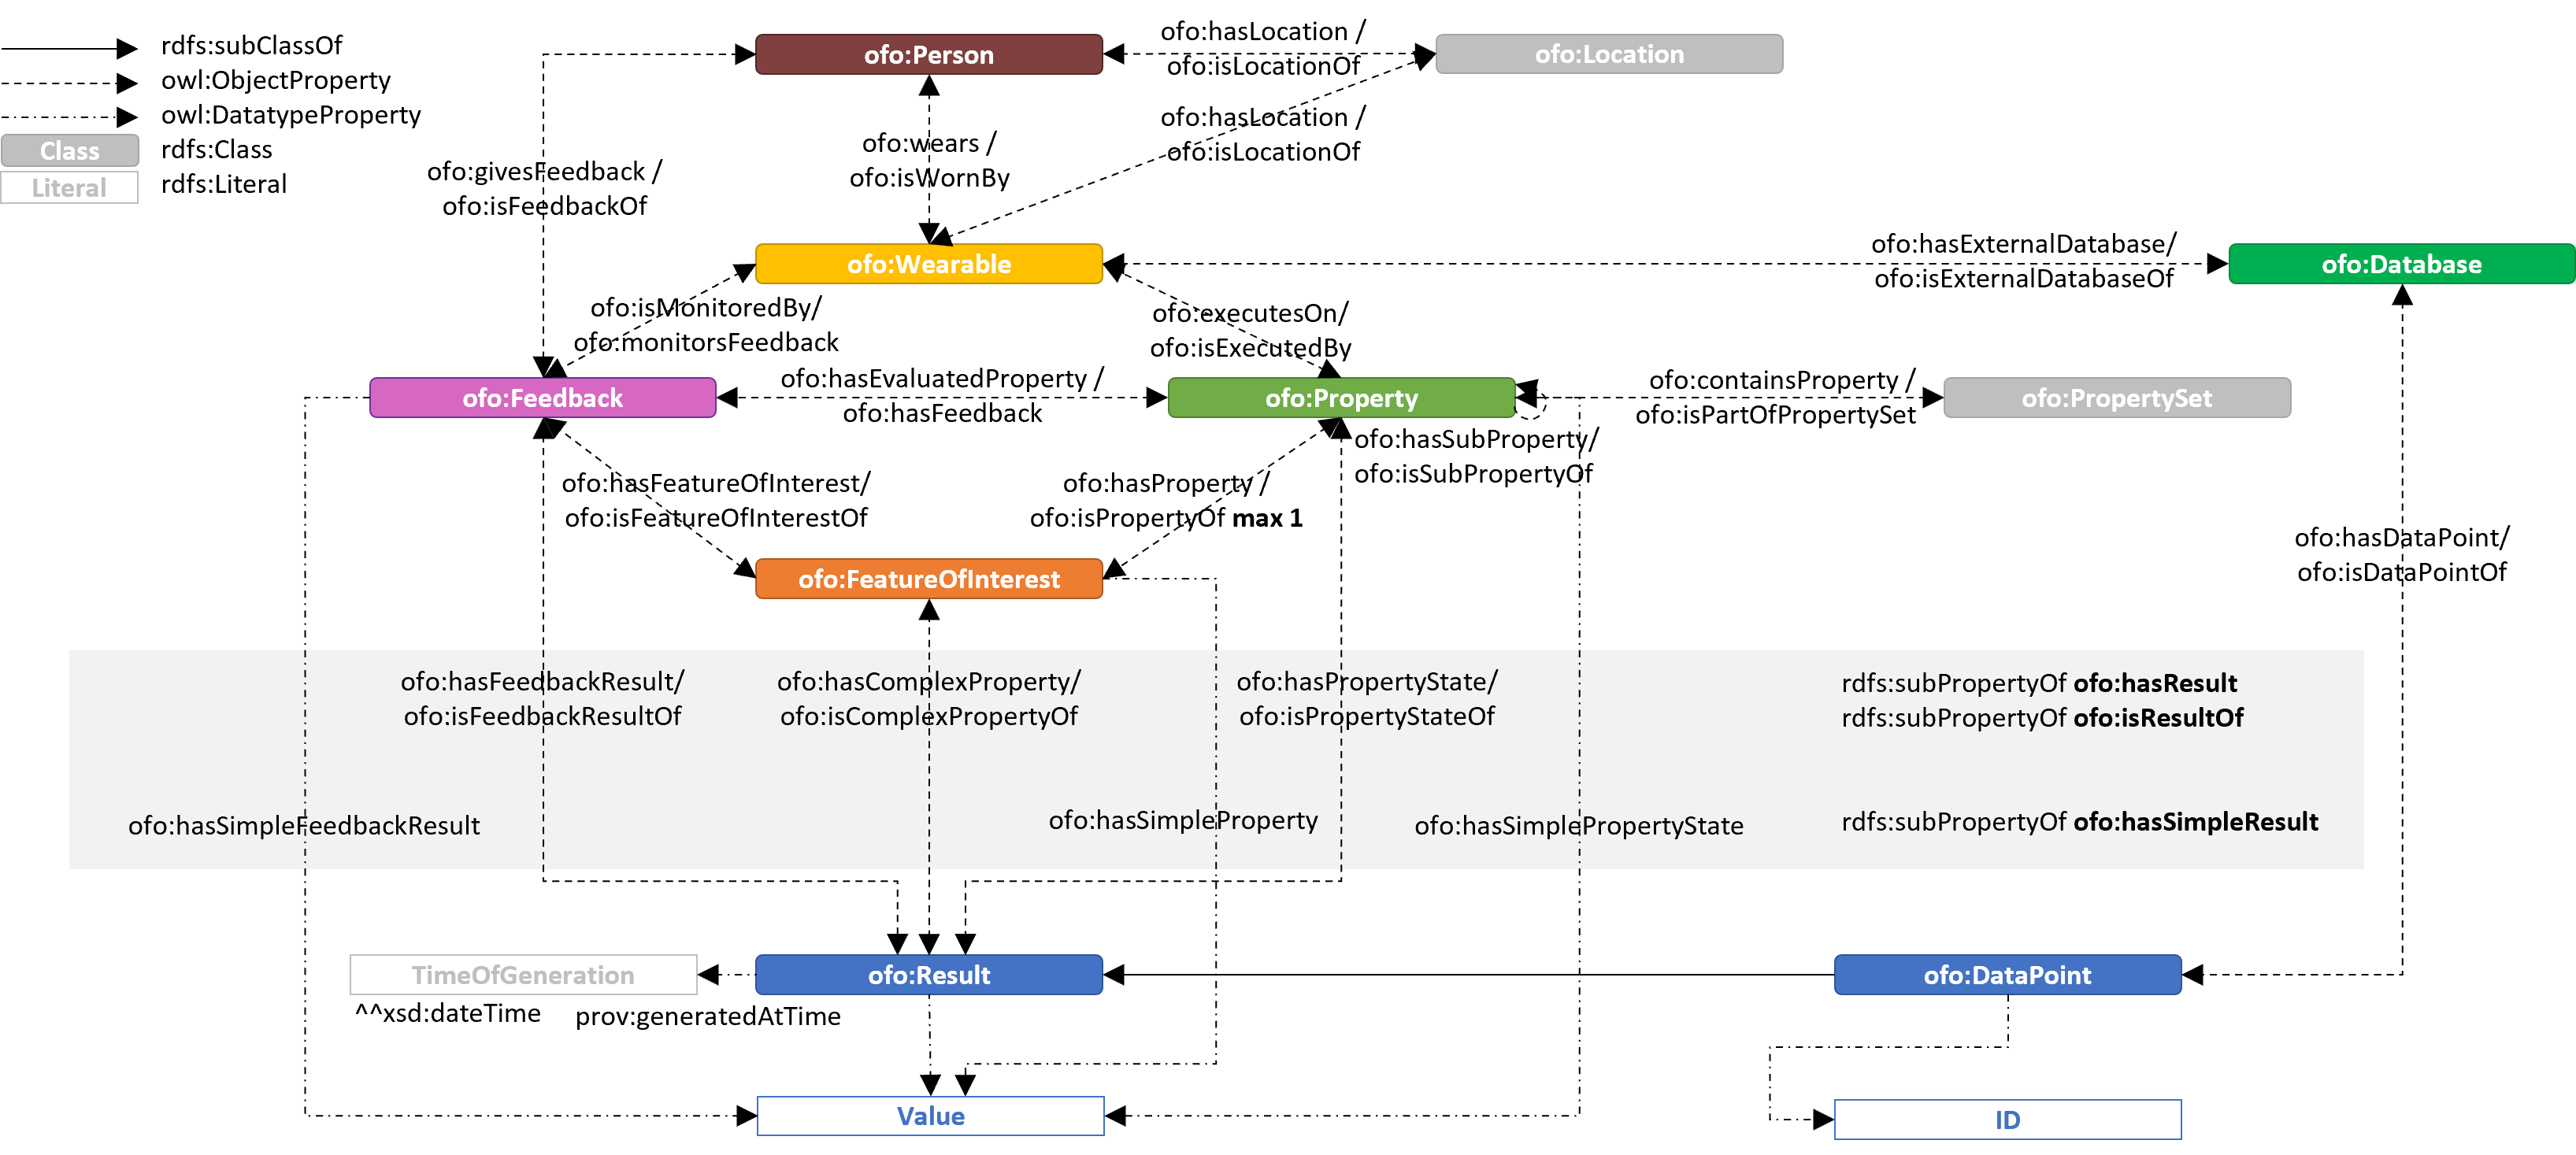 rdfs:subClassOf
owl:ObjectProperty
owl:DatatypeProperty
Class
rdfs:Class
Literal
rdfs:Literal
ofo:Person
ofo:hasLocation /
ofo:isLocationOf
ofo:Location
ofo:hasLocation /
ofo:isLocationOf
ofo:wears /
ofo:isWornBy
ofo:givesFeedback /
ofo:isFeedbackOf
ofo:Wearable
ofo:hasExternalDatabase/
ofo:isExternalDatabaseOf
ofo:Database
ofo:isMonitoredBy/
ofo:monitorsFeedback
ofo:executesOn/
ofo:isExecutedBy
ofo:Feedback
ofo:hasEvaluatedProperty /
ofo:hasFeedback
ofo:Property
ofo:containsProperty /
ofo:isPartOfPropertySet
ofo:PropertySet
ofo:hasSubProperty/
ofo:isSubPropertyOf
ofo:hasFeatureOfInterest/
ofo:isFeatureOfInterestOf
ofo:hasProperty /
ofo:isPropertyOf max 1
ofo:hasDataPoint/
ofo:isDataPointOf
ofo:FeatureOfInterest
ofo:hasFeedbackResult/
ofo:isFeedbackResultOf
ofo:hasComplexProperty/
ofo:isComplexPropertyOf
ofo:hasPropertyState/
ofo:isPropertyStateOf
rdfs:subPropertyOf ofo:hasResult
rdfs:subPropertyOf ofo:isResultOf
ofo:hasSimpleFeedbackResult
ofo:hasSimpleProperty
ofo:hasSimplePropertyState
rdfs:subPropertyOf ofo:hasSimpleResult
TimeOfGeneration
^^xsd:dateTime
prov:generatedAtTime
ofo:Result
ofo:DataPoint
Value
ID